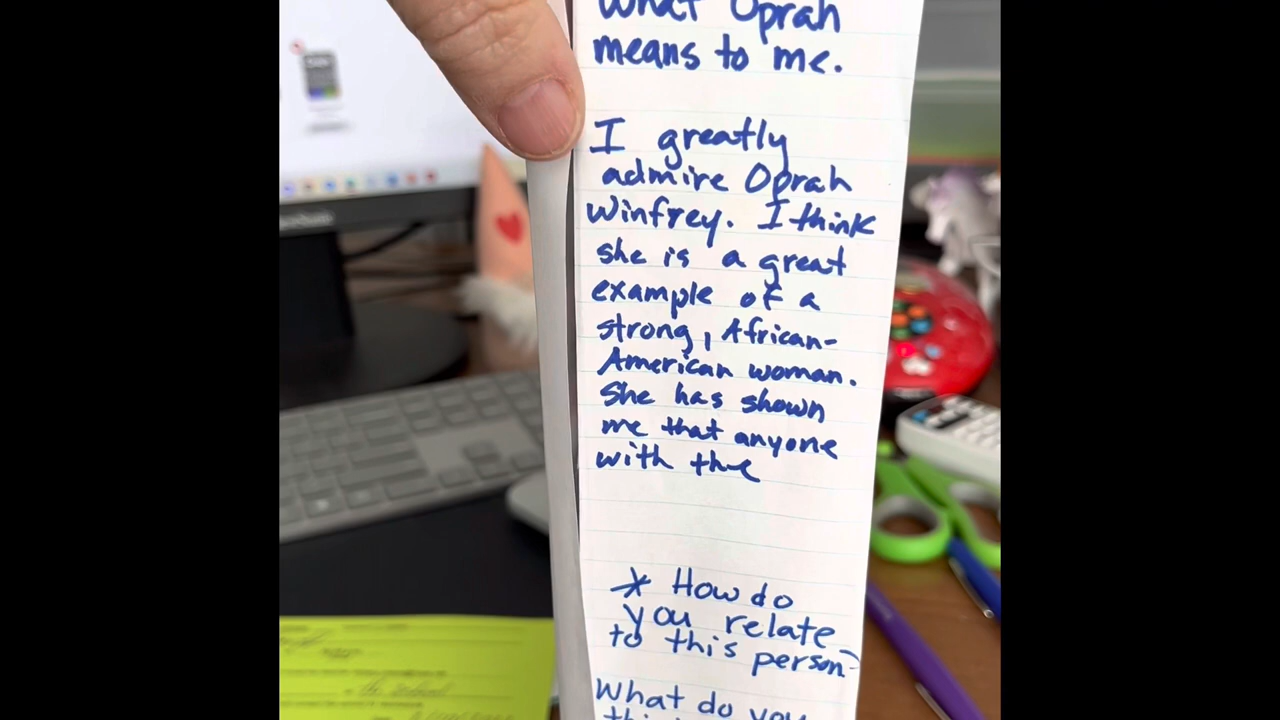 What Oprah
means to me.
I greatly
admire Oprah
Winfrey. I think
she is a great
example of a
strong, African-
American woman.
She has shown
me that anyone
with the
* How do
you relate
to this person?
What do you